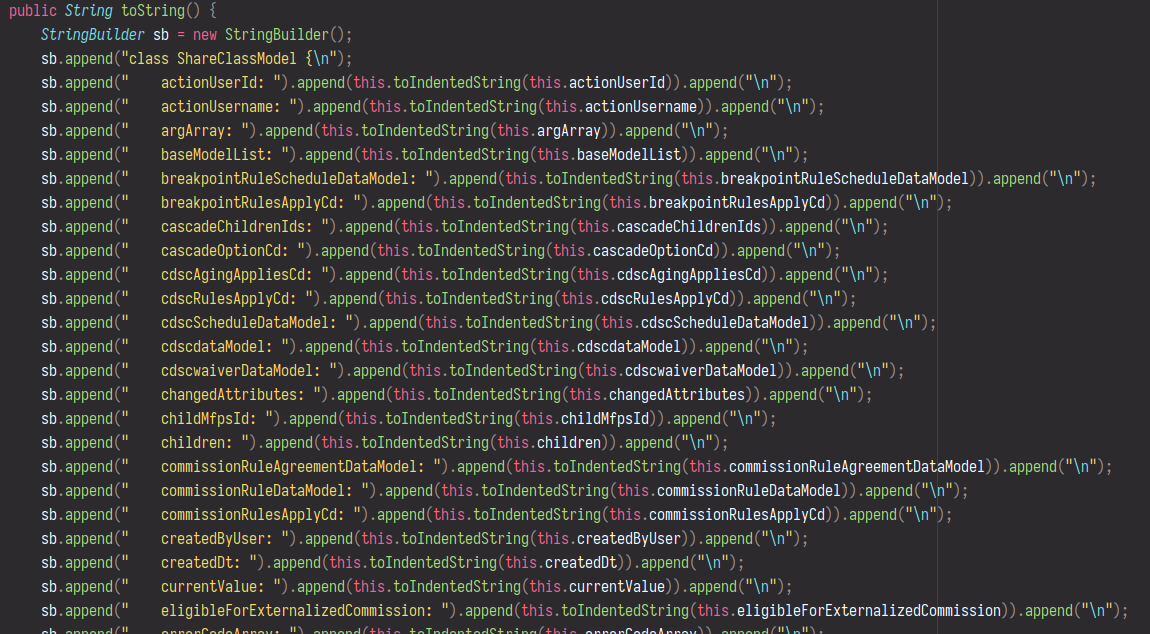 public String toString() {
    StringBuilder sb = new StringBuilder();
    sb.append("class ShareClassModel {\n");
    sb.append("    actionUserId: ").append(this.toIndentedString(this.actionUserId)).append("\n");
    sb.append("    actionUsername: ").append(this.toIndentedString(this.actionUsername)).append("\n");
    sb.append("    argArray: ").append(this.toIndentedString(this.argArray)).append("\n");
    sb.append("    baseModelList: ").append(this.toIndentedString(this.baseModelList)).append("\n");
    sb.append("    breakpointRuleScheduleDataModel: ").append(this.toIndentedString(this.breakpointRuleScheduleDataModel)).append("\n");
    sb.append("    breakpointRulesApplyCd: ").append(this.toIndentedString(this.breakpointRulesApplyCd)).append("\n");
    sb.append("    cascadeChildrenIds: ").append(this.toIndentedString(this.cascadeChildrenIds)).append("\n");
    sb.append("    cascadeOptionCd: ").append(this.toIndentedString(this.cascadeOptionCd)).append("\n");
    sb.append("    cdscAgingAppliesCd: ").append(this.toIndentedString(this.cdscAgingAppliesCd)).append("\n");
    sb.append("    cdscRulesApplyCd: ").append(this.toIndentedString(this.cdscRulesApplyCd)).append("\n");
    sb.append("    cdscScheduleDataModel: ").append(this.toIndentedString(this.cdscScheduleDataModel)).append("\n");
    sb.append("    cdscdataModel: ").append(this.toIndentedString(this.cdscdataModel)).append("\n");
    sb.append("    cdscwaiverDataModel: ").append(this.toIndentedString(this.cdscwaiverDataModel)).append("\n");
    sb.append("    changedAttributes: ").append(this.toIndentedString(this.changedAttributes)).append("\n");
    sb.append("    childMfpsId: ").append(this.toIndentedString(this.childMfpsId)).append("\n");
    sb.append("    children: ").append(this.toIndentedString(this.children)).append("\n");
    sb.append("    commissionRuleAgreementDataModel: ").append(this.toIndentedString(this.commissionRuleAgreementDataModel)).append("\n");
    sb.append("    commissionRuleDataModel: ").append(this.toIndentedString(this.commissionRuleDataModel)).append("\n");
    sb.append("    commissionRulesApplyCd: ").append(this.toIndentedString(this.commissionRulesApplyCd)).append("\n");
    sb.append("    createdByUser: ").append(this.toIndentedString(this.createdByUser)).append("\n");
    sb.append("    createdDt: ").append(this.toIndentedString(this.createdDt)).append("\n");
    sb.append("    currentValue: ").append(this.toIndentedString(this.currentValue)).append("\n");
    sb.append("    eligibleForExternalizedCommission: ").append(this.toIndentedString(this.eligibleForExternalizedCommission)).append("\n");
    sb.append("    errorCodeArray: ").append(this.toIndentedString(this.errorCodeArray)).append("\n");